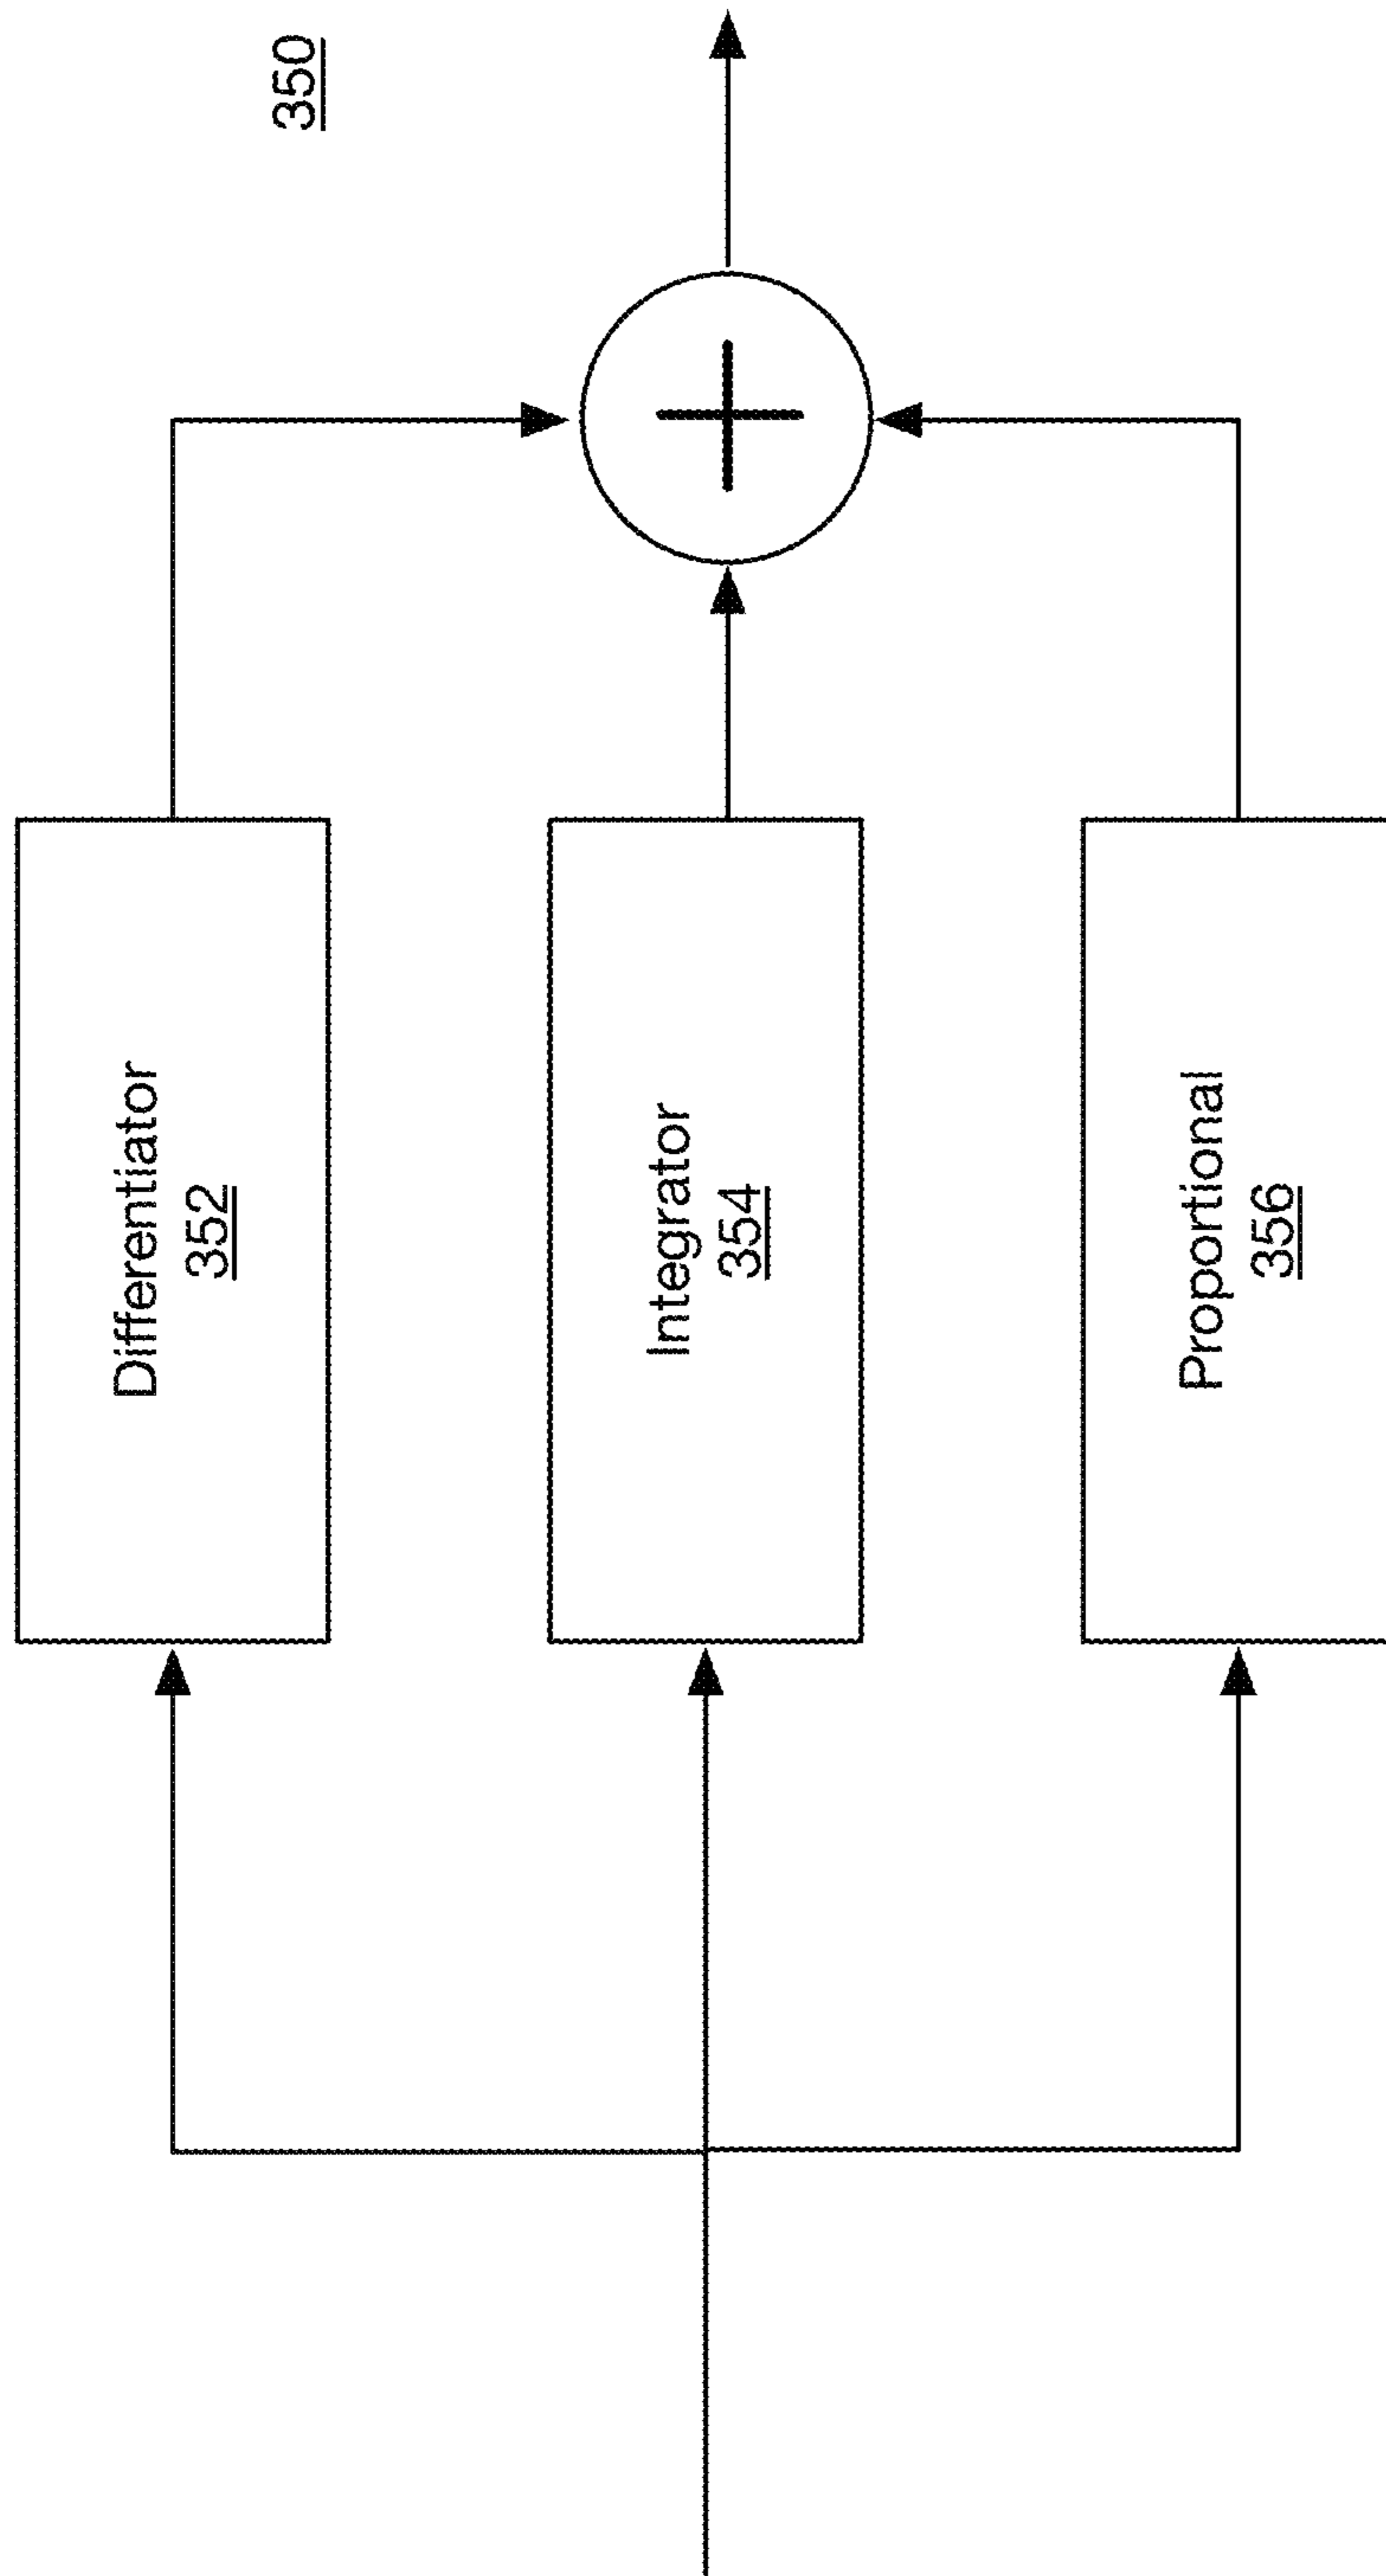 350
Differentiator
352
+
Integrator
354
Proportional
356